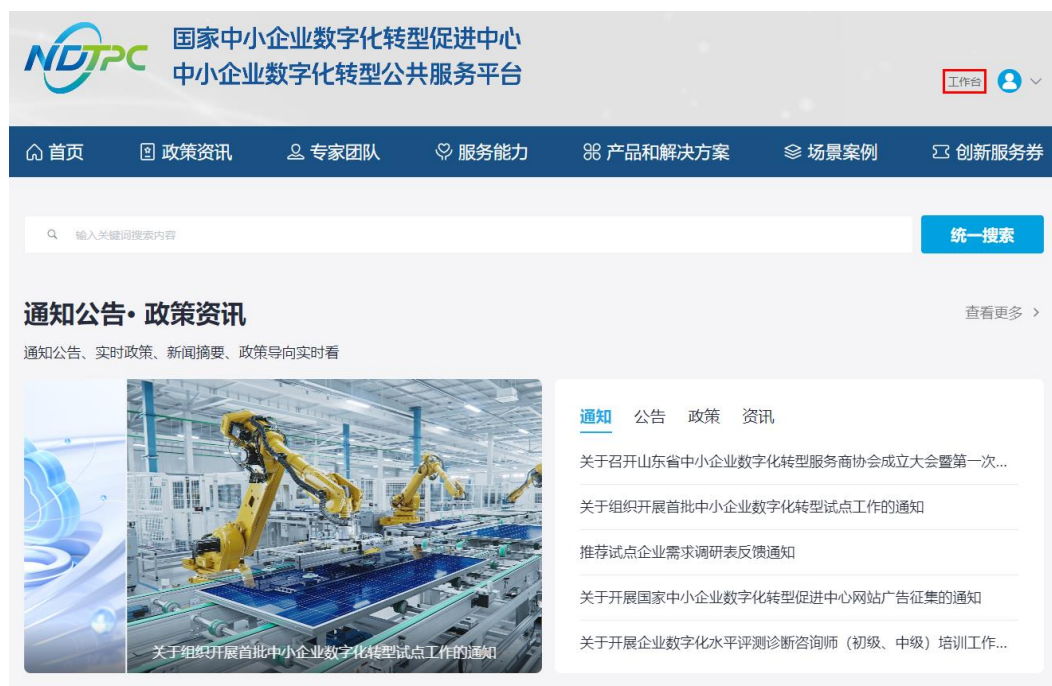 NDTPC
国家中小企业数字化转型促进中心
中小企业数字化转型公共服务平台
工作台
首页 政策资讯 专家团队 服务能力 产品和解决方案 场景案例 创新服务券
输入关键词搜索内容
统一搜索
通知公告·政策资讯
查看更多 >
通知公告、实时政策、新闻摘要、政策导向实时看
关于组织开展首批中小企业数字化转型试点工作的通知
通知 公告 政策 资讯
关于召开山东省中小企业数字化转型服务商协会成立大会暨第一次...
关于组织开展首批中小企业数字化转型试点工作的通知
推荐试点企业需求调研表反馈通知
关于开展国家中小企业数字化转型促进中心网站广告征集的通知
关于开展企业数字化水平评测诊断咨询师（初级、中级）培训工作...